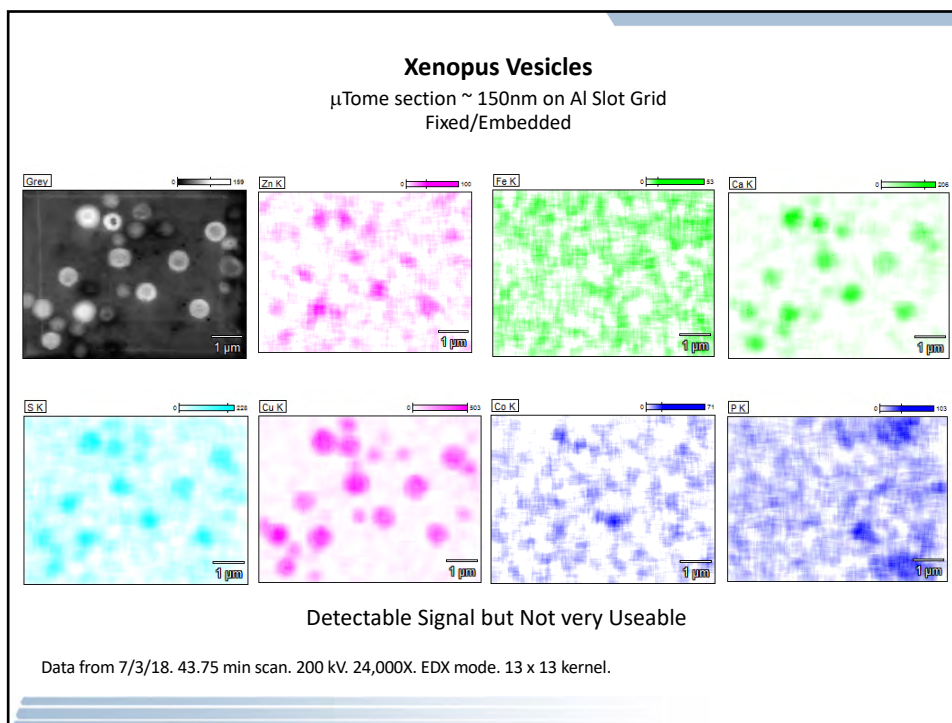 Xenopus Vesicles
μTome section ~ 150nm on Al Slot Grid
Fixed/Embedded
Grey 0 159
Zn K 0 100
Fe K 0 53
Ca K 0 206
1 μm
1 μm
1 μm
1 μm
S K 0 228
Cu K 0 503
Co K 0 71
P K 0 103
1 μm
1 μm
1 μm
1 μm
Detectable Signal but Not very Useable
Data from 7/3/18. 43.75 min scan. 200 kV. 24,000X. EDX mode. 13 x 13 kernel.